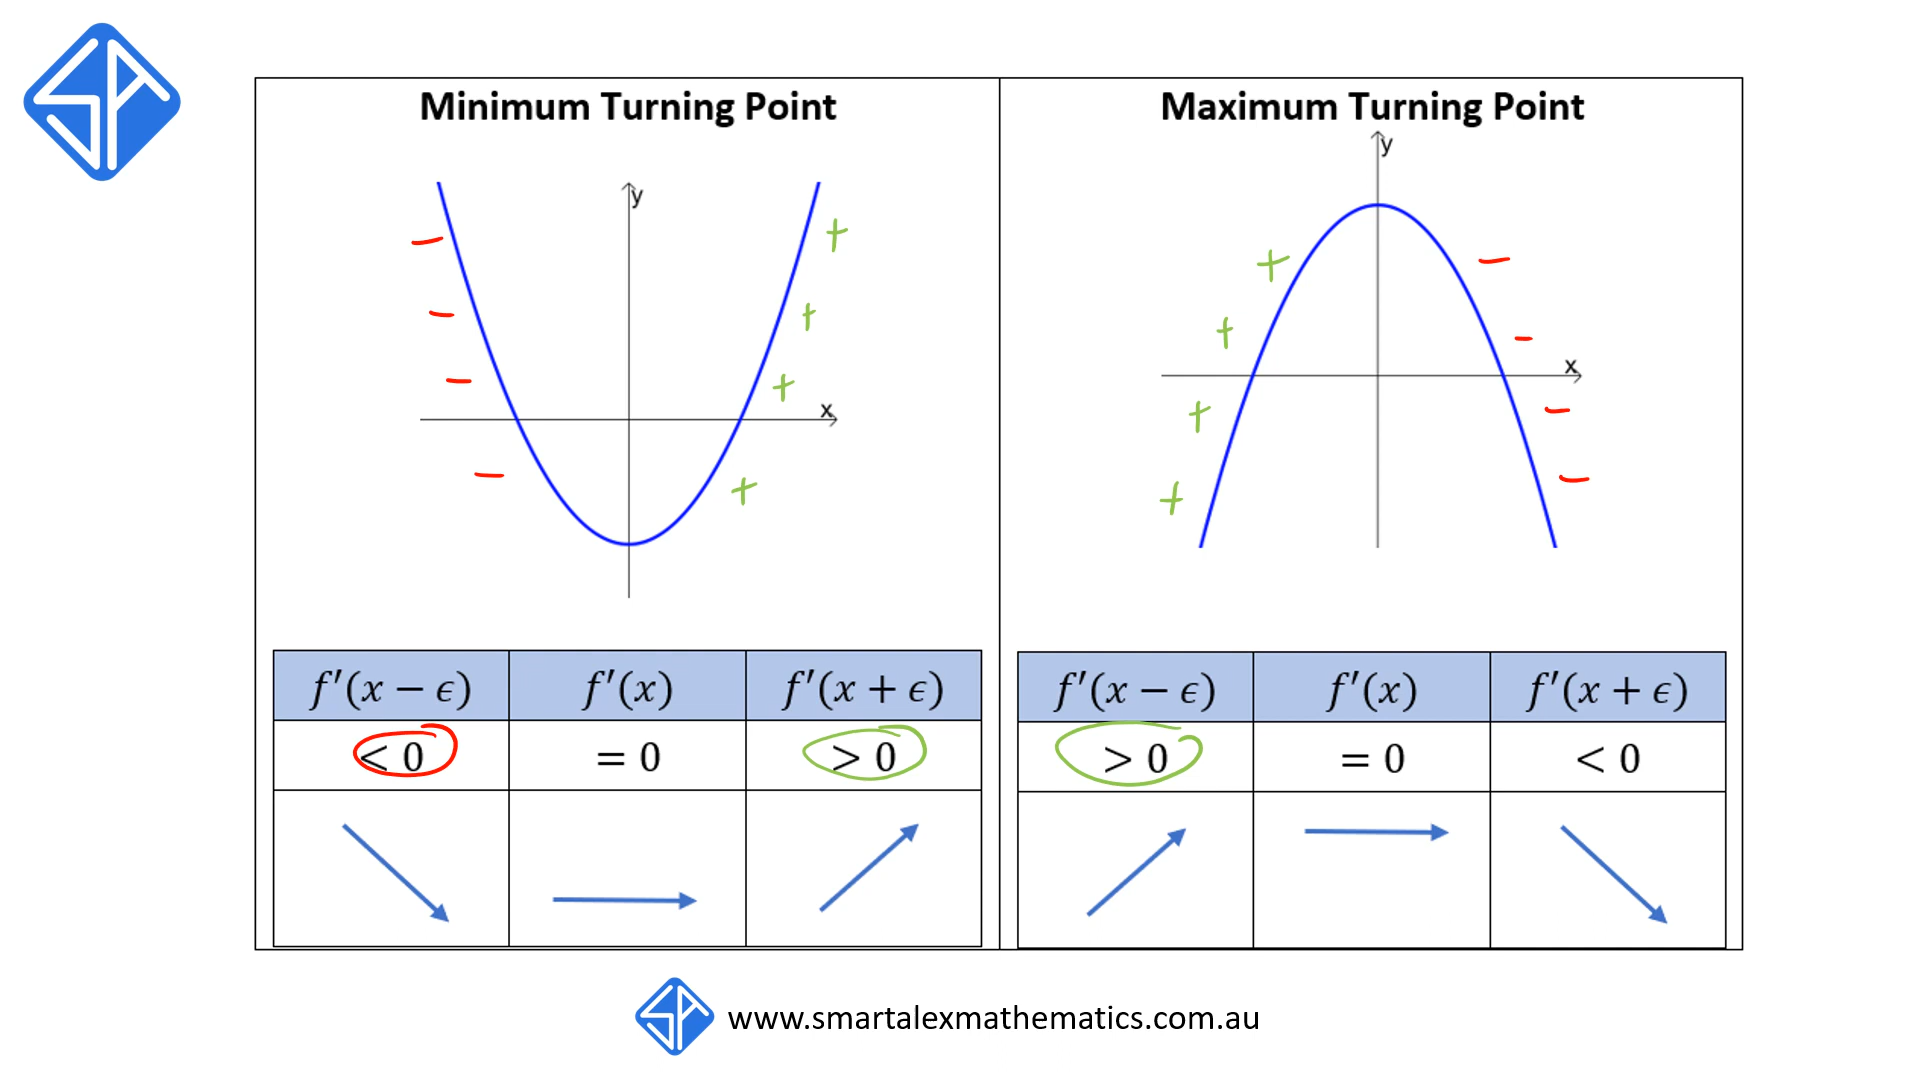 Minimum Turning Point
y
x
- - - -
+ + + +
f′(x − ϵ) f′(x) f′(x + ϵ)
< 0 = 0 > 0
Maximum Turning Point
y
x
+ + + +
- - - -
f′(x − ϵ) f′(x) f′(x + ϵ)
> 0 = 0 < 0
www.smartalexmathematics.com.au